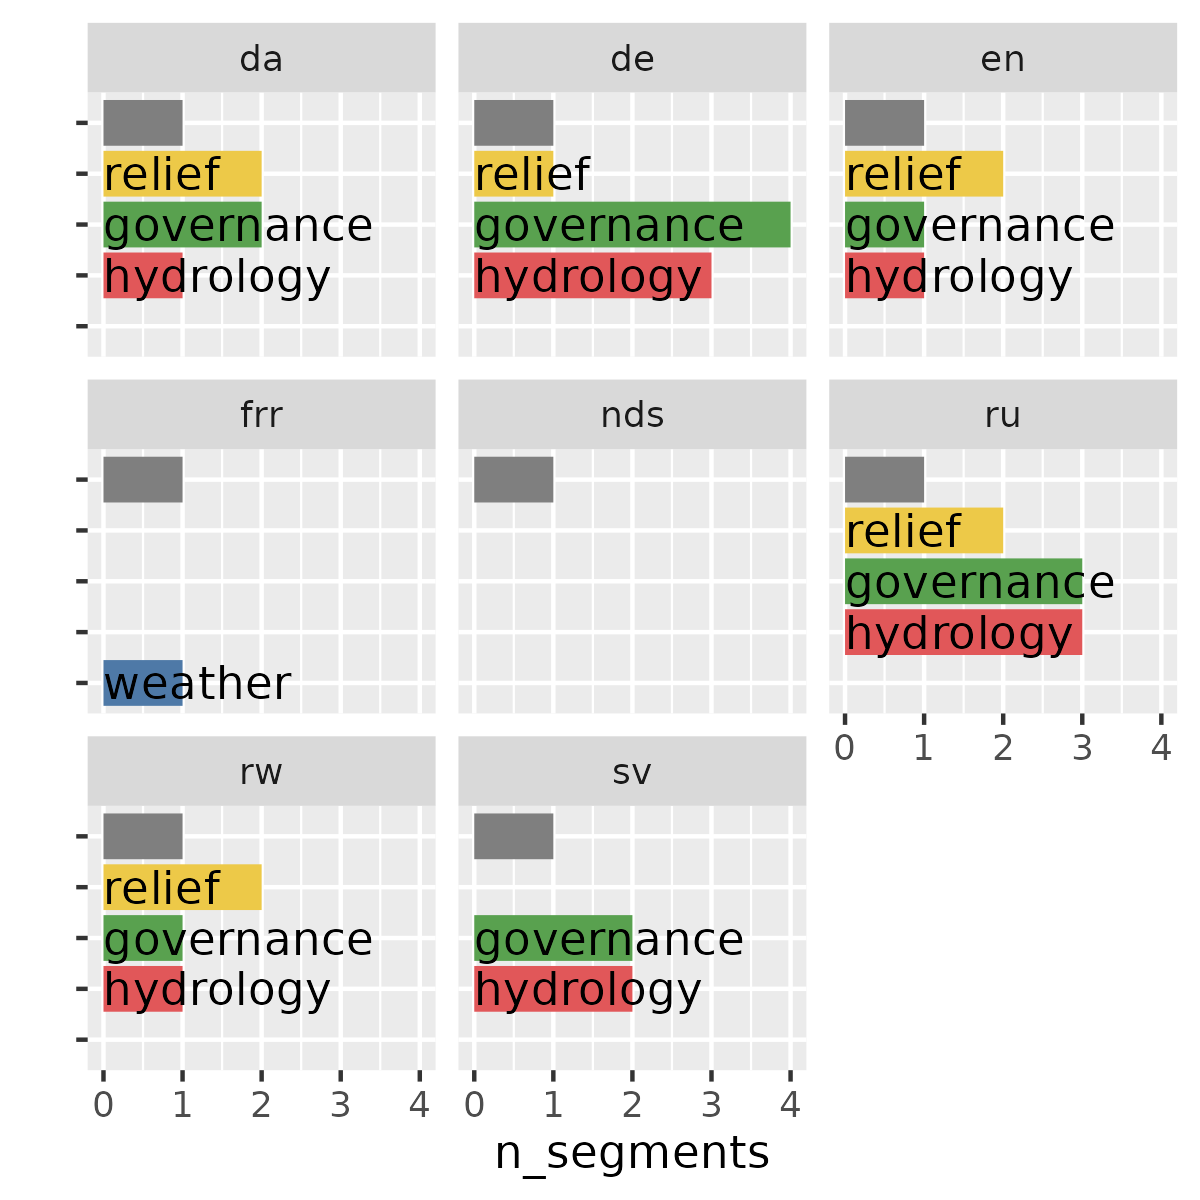 da
de
en
relief
governance
hydrology
relief
governance
hydrology
relief
governance
hydrology
frr
nds
ru
weather
relief
governance
hydrology
0 1 2 3 4
rw
sv
relief
governance
hydrology
governance
hydrology
0 1 2 3 4
0 1 2 3 4
n_segments